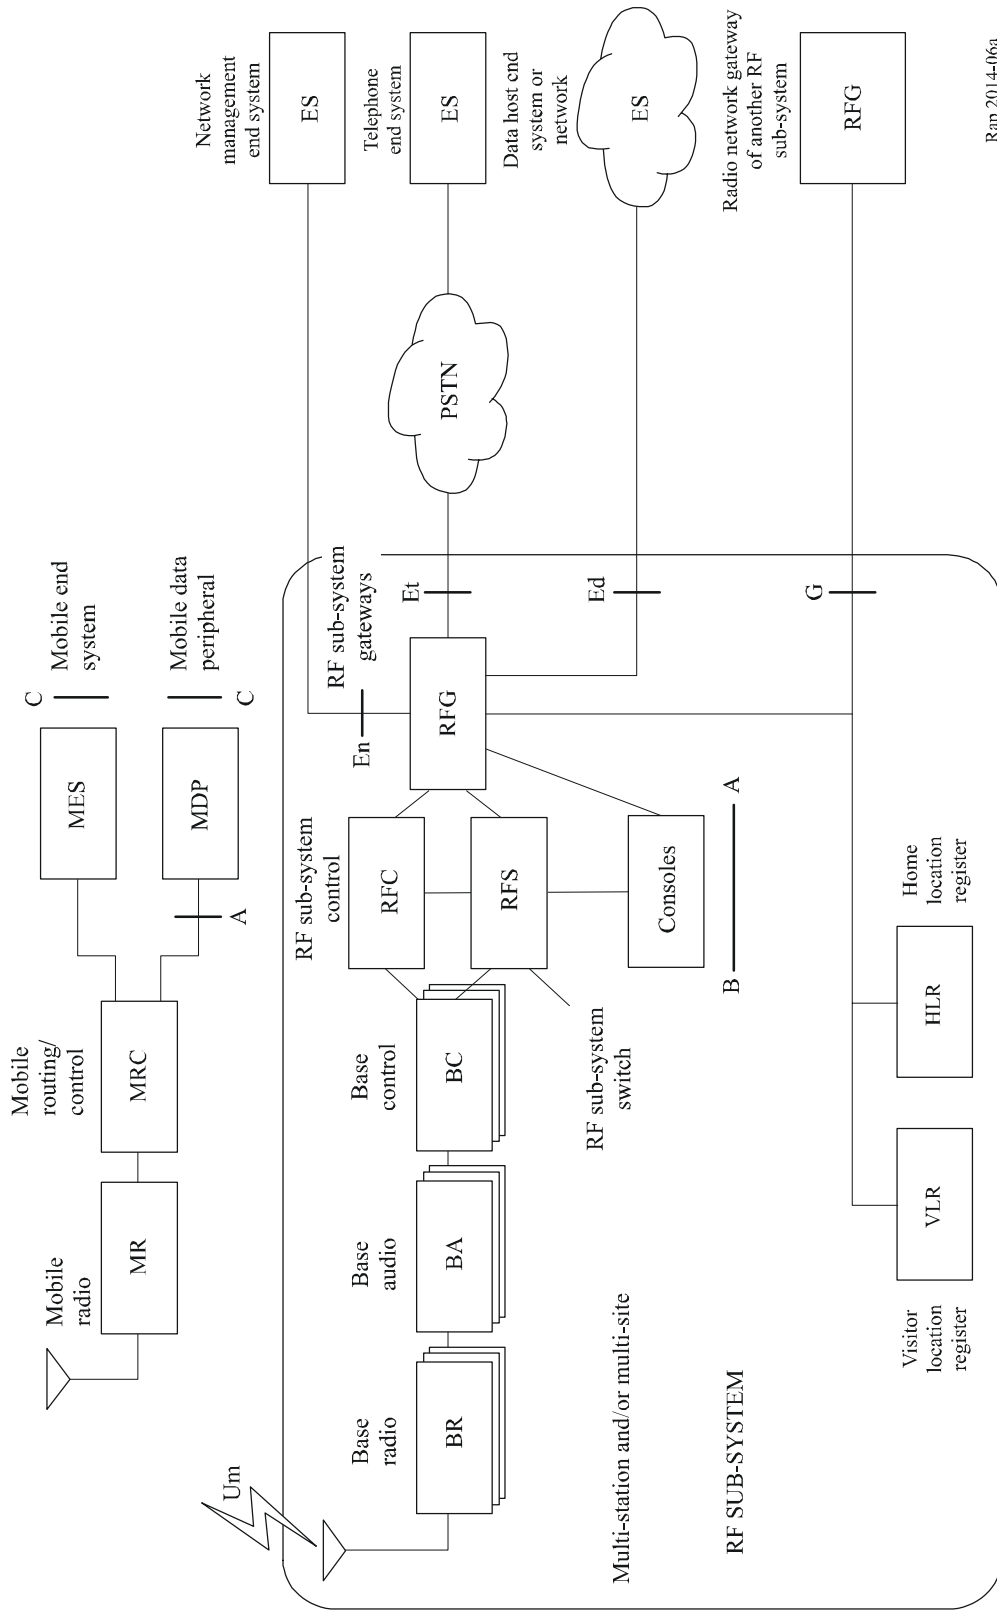 Mobile
radio
MR
Mobile
routing/
control
MRC
A
MES
MDP
C
Mobile end
system
Mobile data
peripheral
C
Um
Base
radio
BR
Base
audio
BA
Base
control
BC
RF sub-system
control
RFC
RFS
RF sub-system
switch
Consoles
B
A
En
RF sub-system
gateways
RFG
Et
Ed
G
PSTN
Network
management
end system
ES
Telephone
end system
ES
Data host end
system or
network
ES
Radio network gateway
of another RF
sub-system
RFG
Multi-station and/or multi-site
RF SUB-SYSTEM
Visitor
location
register
VLR
Home
location
register
HLR
Rap 2014-06a